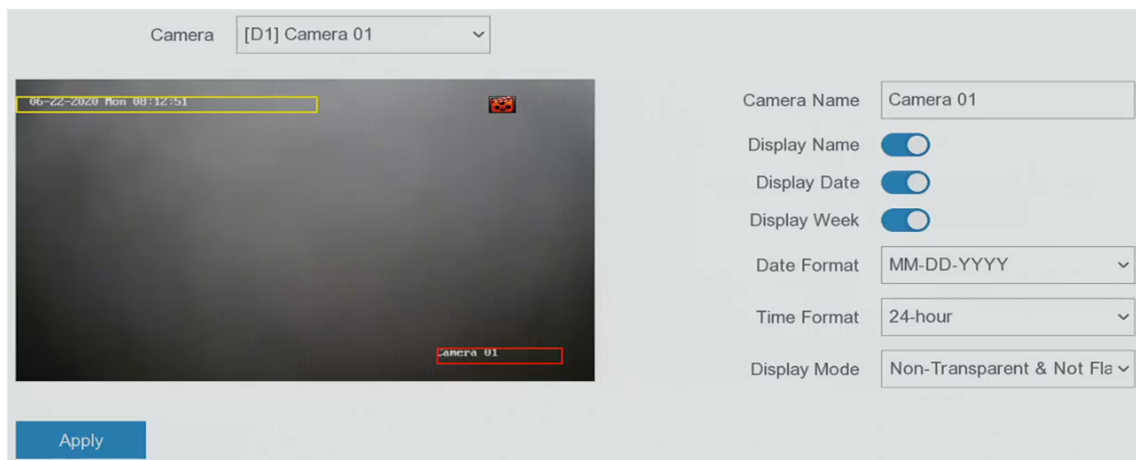 Camera [D1] Camera 01
06-22-2020 Mon 08:12:51
Camera 01
Camera Name Camera 01
Display Name
Display Date
Display Week
Date Format MM-DD-YYYY
Time Format 24-hour
Display Mode Non-Transparent & Not Fla
Apply